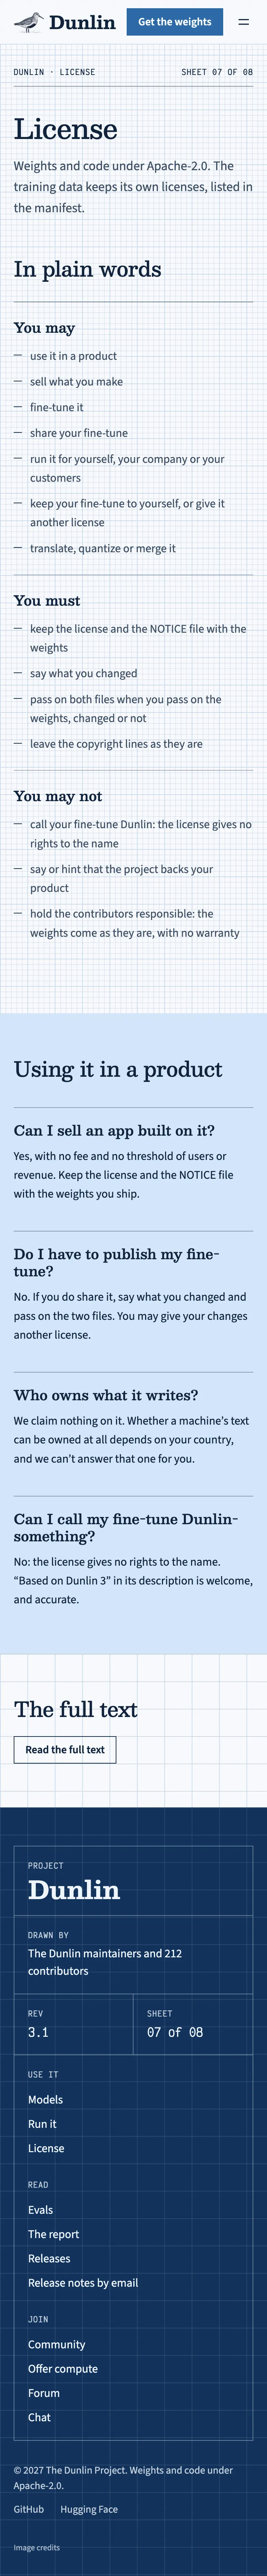 Dunlin
Get the weights
DUNLIN · LICENSE
SHEET 07 OF 08
License
Weights and code under Apache-2.0. The
training data keeps its own licenses, listed in
the manifest.
In plain words
You may
— use it in a product
— sell what you make
— fine-tune it
— share your fine-tune
— run it for yourself, your company or your
customers
— keep your fine-tune to yourself, or give it
another license
— translate, quantize or merge it
You must
— keep the license and the NOTICE file with the
weights
— say what you changed
— pass on both files when you pass on the
weights, changed or not
— leave the copyright lines as they are
You may not
— call your fine-tune Dunlin: the license gives no
rights to the name
— say or hint that the project backs your
product
— hold the contributors responsible: the
weights come as they are, with no warranty
Using it in a product
Can I sell an app built on it?
Yes, with no fee and no threshold of users or
revenue. Keep the license and the NOTICE file
with the weights you ship.
Do I have to publish my fine-
tune?
No. If you do share it, say what you changed and
pass on the two files. You may give your changes
another license.
Who owns what it writes?
We claim nothing on it. Whether a machine’s text
can be owned at all depends on your country,
and we can’t answer that one for you.
Can I call my fine-tune Dunlin-
something?
No: the license gives no rights to the name.
“Based on Dunlin 3” in its description is welcome,
and accurate.
The full text
Read the full text
PROJECT
Dunlin
DRAWN BY
The Dunlin maintainers and 212
contributors
REV
3.1
SHEET
07 of 08
USE IT
Models
Run it
License
READ
Evals
The report
Releases
Release notes by email
JOIN
Community
Offer compute
Forum
Chat
© 2027 The Dunlin Project. Weights and code under
Apache-2.0.
GitHub
Hugging Face
Image credits